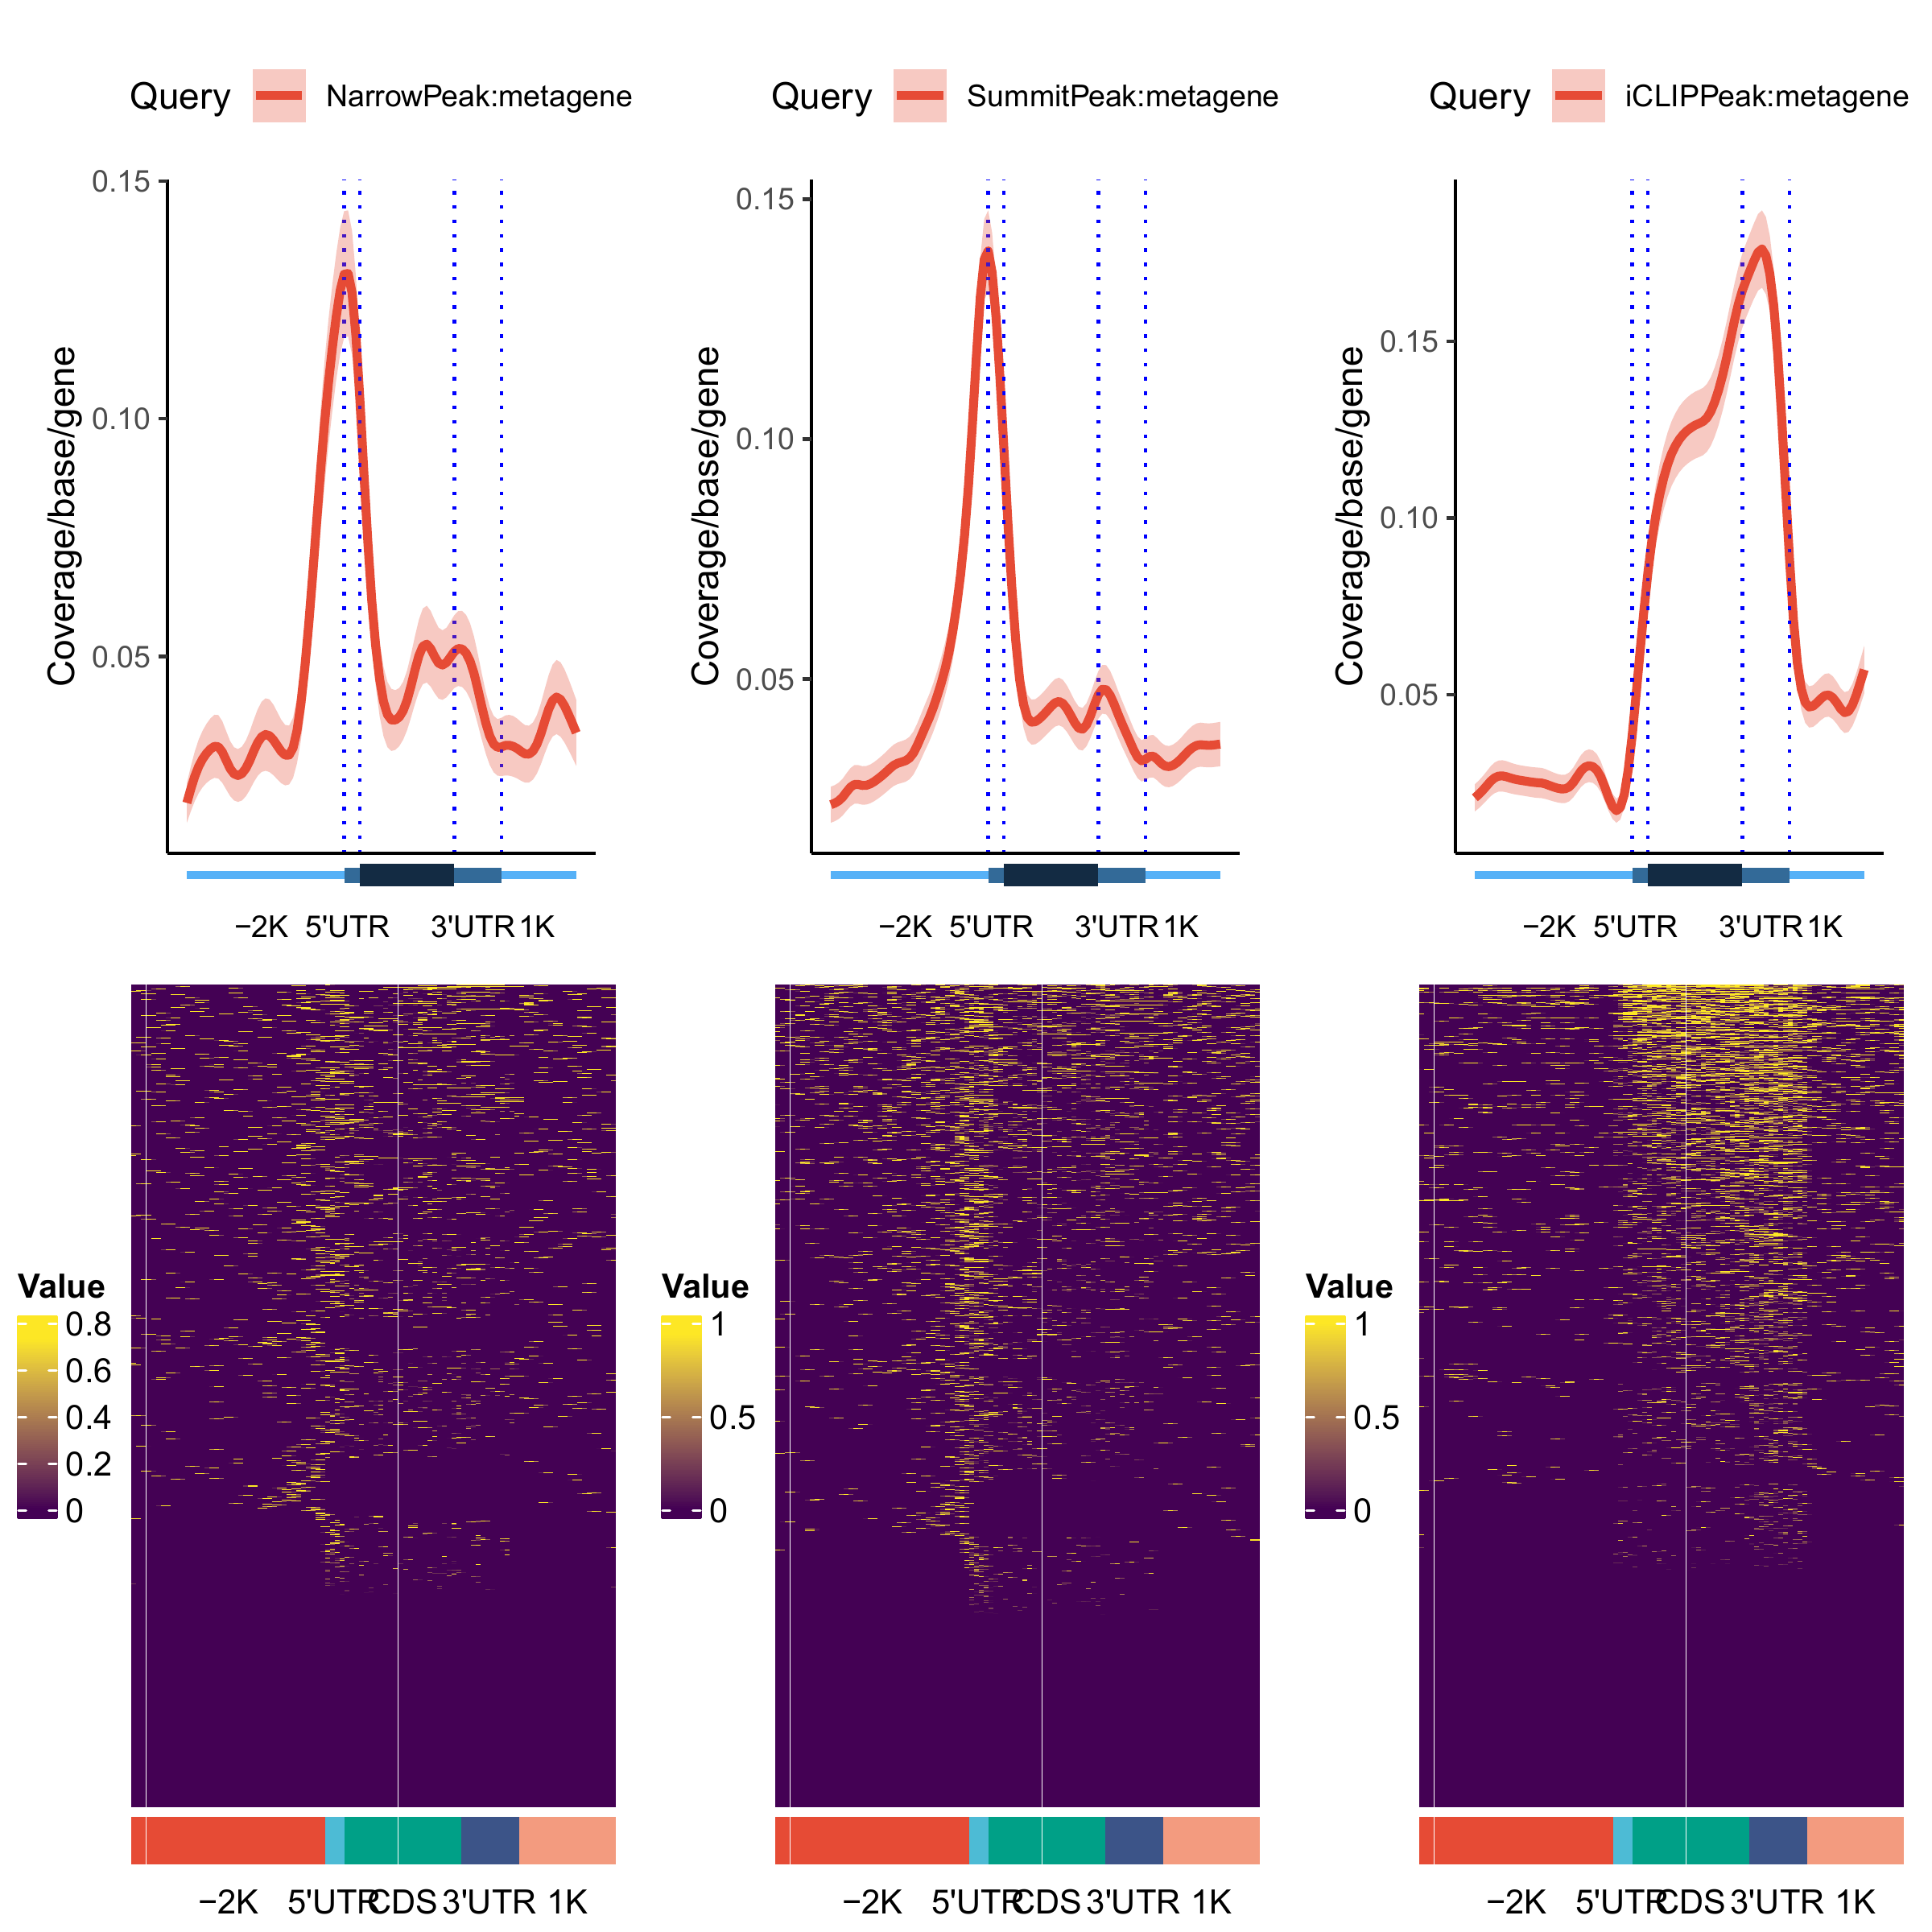 Query NarrowPeak:metagene
Query SummitPeak:metagene
Query iCLIPPeak:metagene
Coverage/base/gene
0.15
0.10
0.05
−2K 5'UTR 3'UTR 1K
Coverage/base/gene
0.15
0.10
0.05
−2K 5'UTR 3'UTR 1K
Coverage/base/gene
0.15
0.10
0.05
−2K 5'UTR 3'UTR 1K
Value
0.8
0.6
0.4
0.2
0
−2K 5'UTR CDS 3'UTR 1K
Value
1
0.5
0
−2K 5'UTR CDS 3'UTR 1K
Value
1
0.5
0
−2K 5'UTR CDS 3'UTR 1K